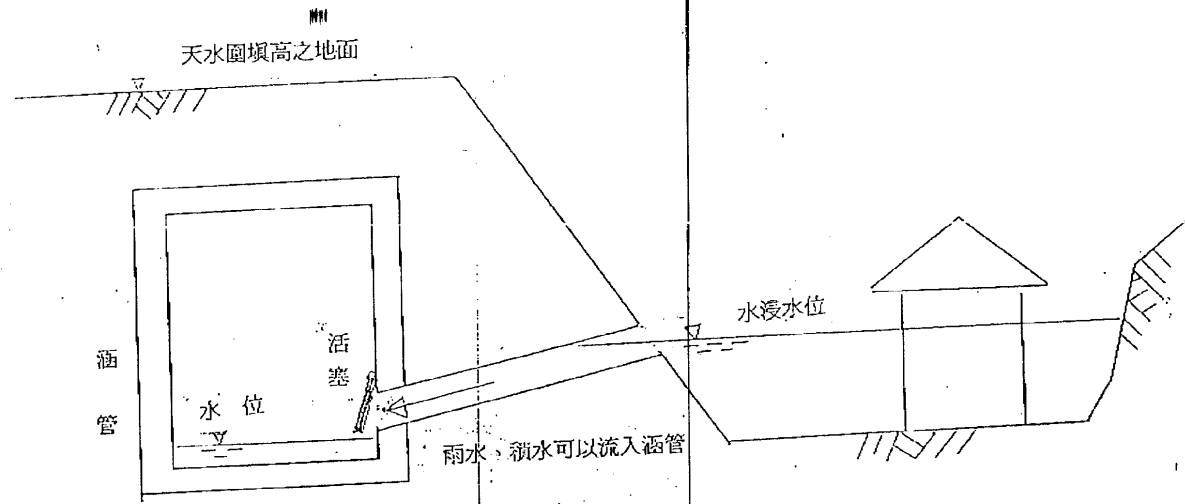 天水圍填高之地面
水浸水位
活塞
涵管
水位
雨水、積水可以流入涵管